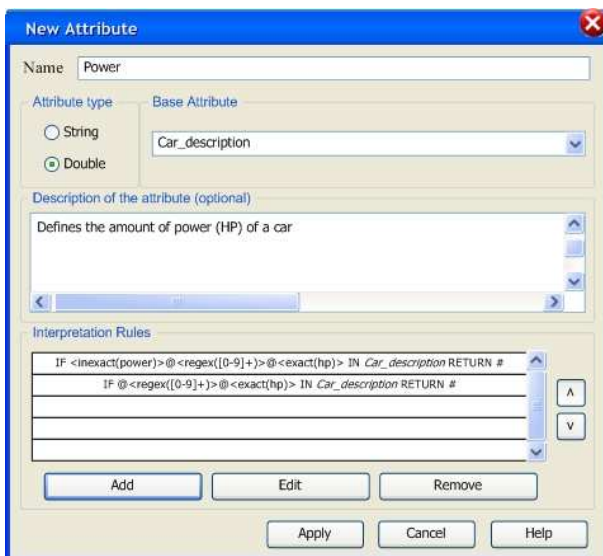 New Attribute
Name Power
Attribute type Base Attribute
String
Car_description
Double
Description of the attribute (optional)
Defines the amount of power (HP) of a car
Interpretation Rules
IF <inexact(power)>@<regex([0-9]+)>@<exact(hp)> IN Car_description RETURN #
IF @<regex([0-9]+)>@<exact(hp)> IN Car_description RETURN #
Add Edit Remove
Apply Cancel Help